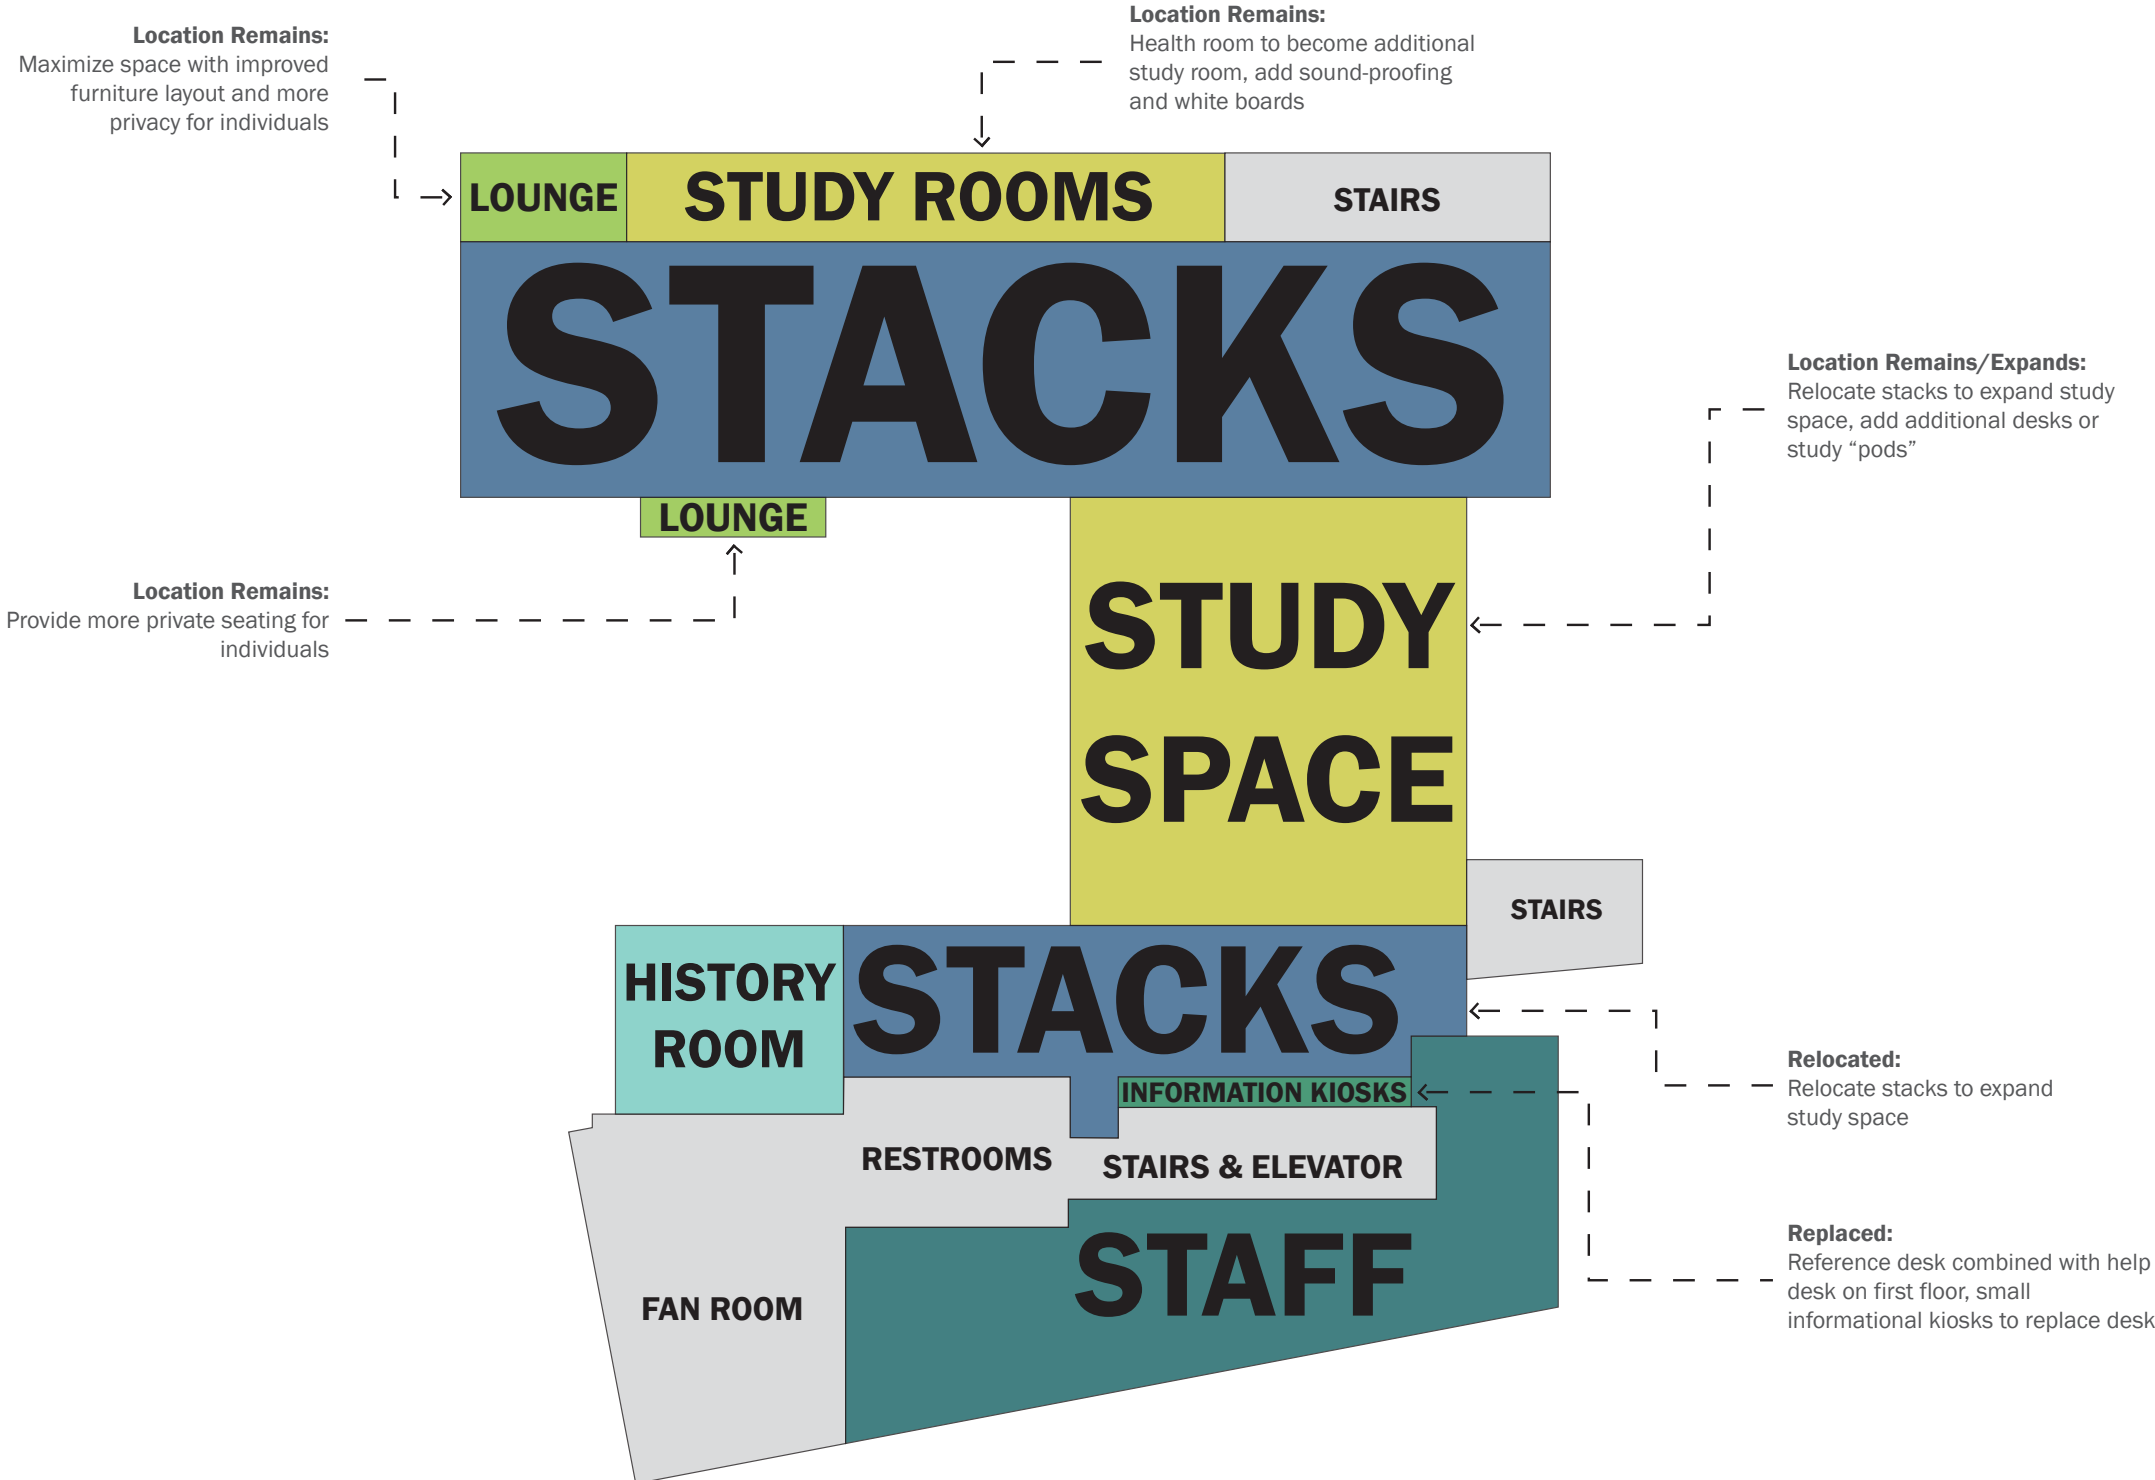 Location Remains:
Maximize space with improved
furniture layout and more
privacy for individuals
Location Remains:
Health room to become additional
study room, add sound-proofing
and white boards
LOUNGE
STUDY ROOMS
STAIRS
STACKS
Location Remains/Expands:
Relocate stacks to expand study
space, add additional desks or
study “pods”
LOUNGE
Location Remains:
Provide more private seating for
individuals
STUDY
SPACE
STAIRS
HISTORY
ROOM
STACKS
INFORMATION KIOSKS
Relocated:
Relocate stacks to expand
study space
RESTROOMS
STAIRS & ELEVATOR
STAFF
FAN ROOM
Replaced:
Reference desk combined with help
desk on first floor, small
informational kiosks to replace desk